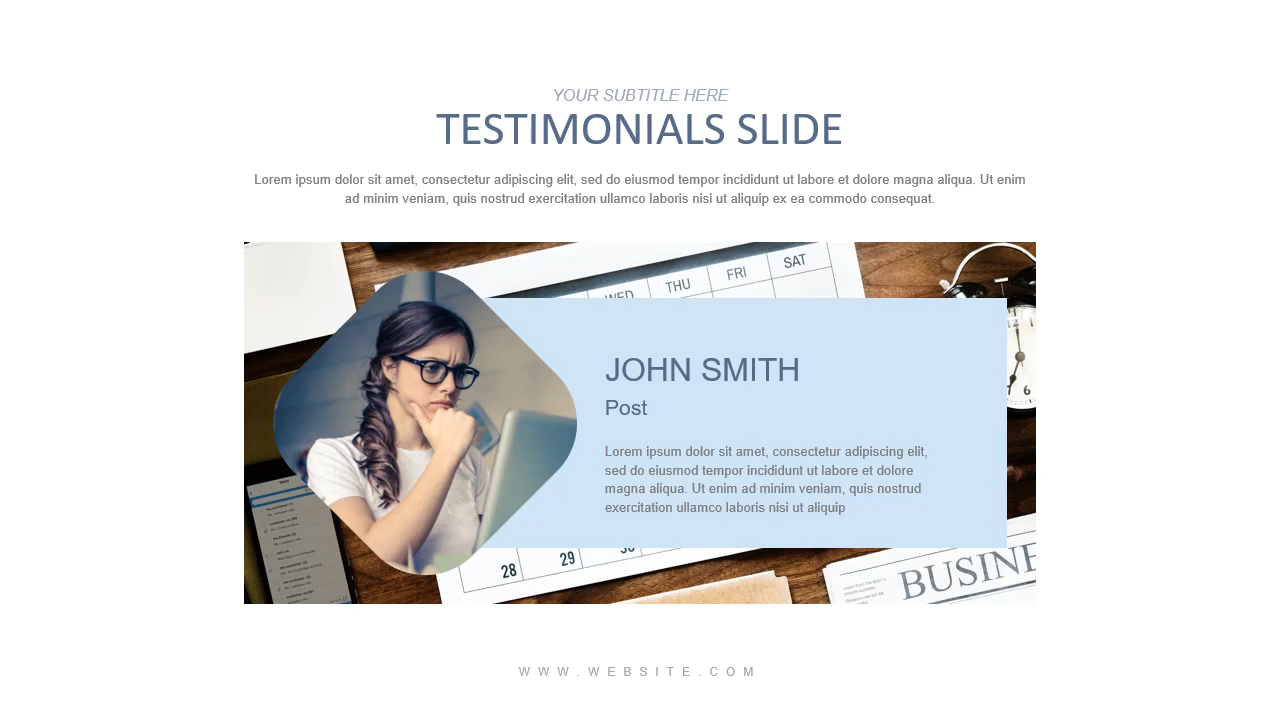 YOUR SUBTITLE HERE
TESTIMONIALS SLIDE
Lorem ipsum dolor sit amet, consectetur adipiscing elit, sed do eiusmod tempor incididunt ut labore et dolore magna aliqua. Ut enim
ad minim veniam, quis nostrud exercitation ullamco laboris nisi ut aliquip ex ea commodo consequat.
WED THU FRI SAT
JOHN SMITH
Post
Lorem ipsum dolor sit amet, consectetur adipiscing elit,
sed do eiusmod tempor incididunt ut labore et dolore
magna aliqua. Ut enim ad minim veniam, quis nostrud
exercitation ullamco laboris nisi ut aliquip
6
28 29 30
BUSINE
WWW.WEBSITE.COM